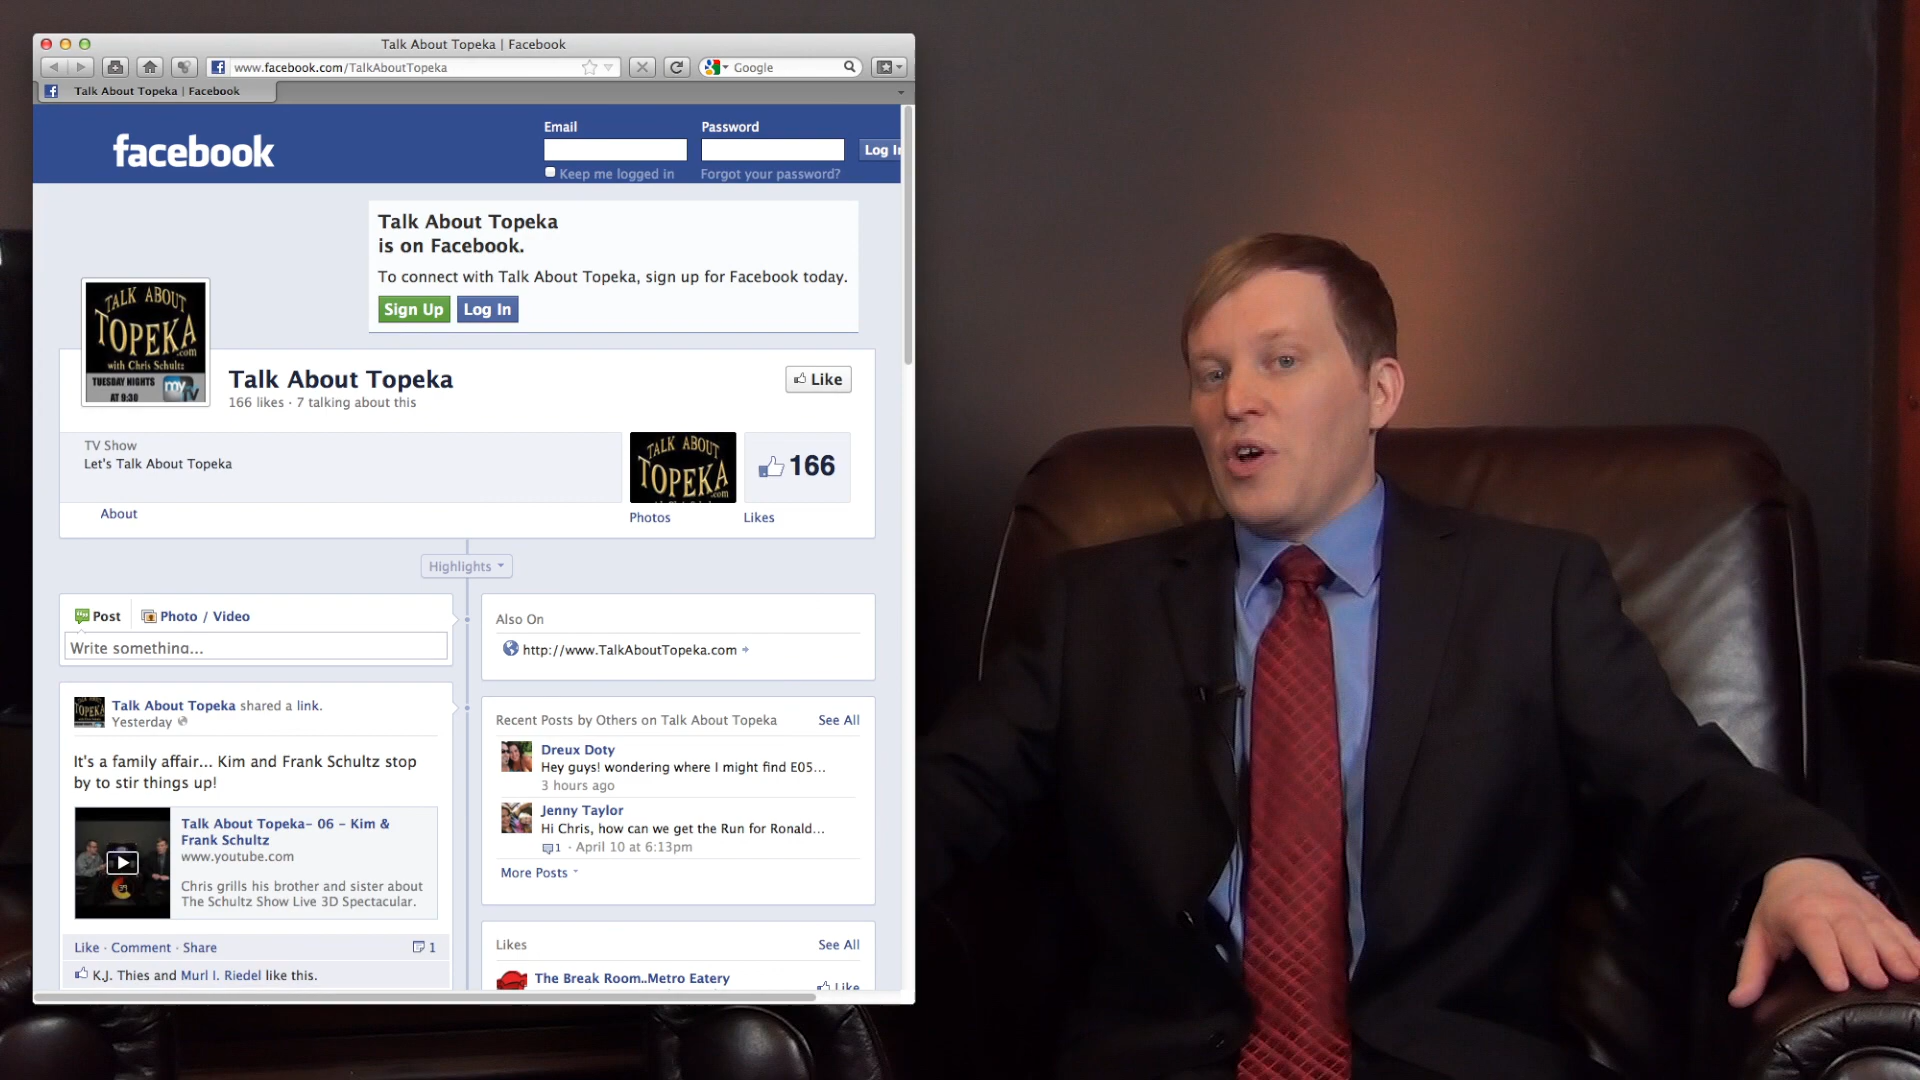 Talk About Topeka | Facebook
www.facebook.com/TalkAboutTopeka
Google
Talk About Topeka | Facebook
facebook
Email
Password
Log In
Keep me logged in
Forgot your password?
Talk About Topeka
is on Facebook.
To connect with Talk About Topeka, sign up for Facebook today.
Sign Up
Log In
TALK ABOUT
TOPEKA
.com
with Chris Schultz
TUESDAY NIGHTS
AT 9:30
my
TV
Talk About Topeka
166 likes · 7 talking about this
Like
TV Show
Let's Talk About Topeka
TALK ABOUT
TOPEKA
.com
166
About
Photos
Likes
Highlights
Post
Photo / Video
Write something...
Also On
http://www.TalkAboutTopeka.com
TOPEKA
Talk About Topeka shared a link.
Yesterday
It's a family affair... Kim and Frank Schultz stop
by to stir things up!
Talk About Topeka- 06 - Kim &
Frank Schultz
www.youtube.com
Chris grills his brother and sister about
The Schultz Show Live 3D Spectacular.
Like · Comment · Share
1
K.J. Thies and Murl I. Riedel like this.
Recent Posts by Others on Talk About Topeka
See All
Dreux Doty
Hey guys! wondering where I might find E05...
3 hours ago
Jenny Taylor
Hi Chris, how can we get the Run for Ronald...
1 · April 10 at 6:13pm
More Posts
Likes
See All
The Break Room..Metro Eatery
Like